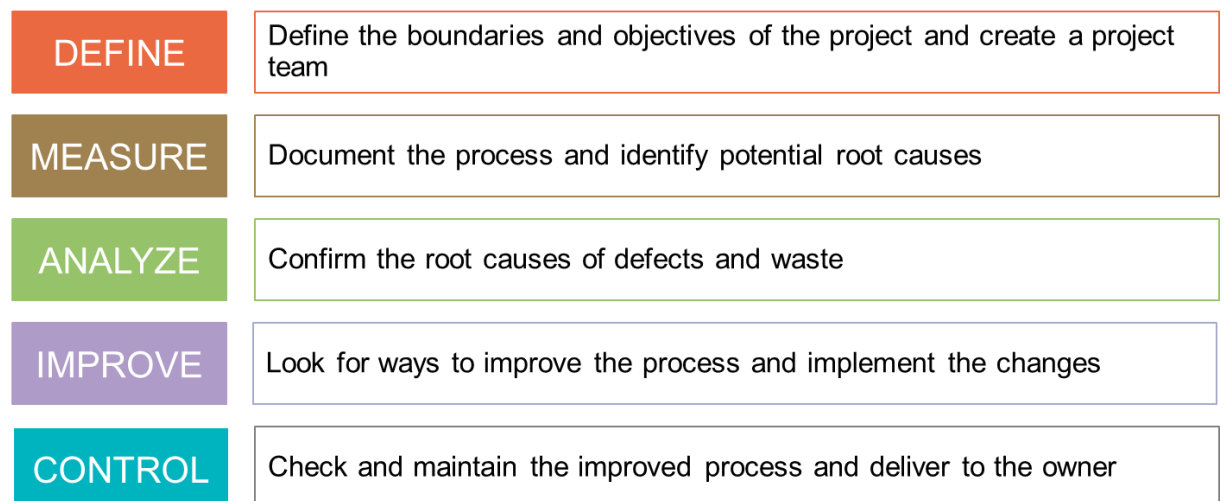 DEFINE
Define the boundaries and objectives of the project and create a project
team
MEASURE
Document the process and identify potential root causes
ANALYZE
Confirm the root causes of defects and waste
IMPROVE
Look for ways to improve the process and implement the changes
CONTROL
Check and maintain the improved process and deliver to the owner